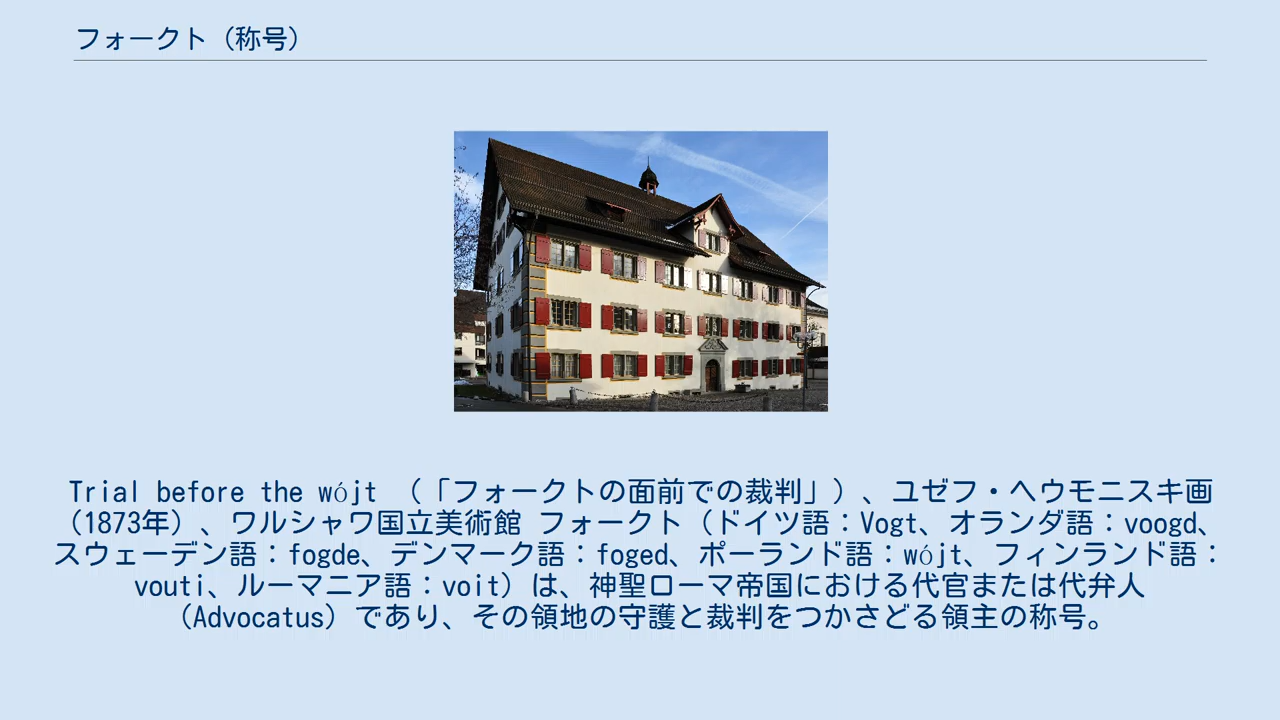 フォークト（称号）
Trial before the wójt （「フォークトの面前での裁判」）、ユゼフ・ヘウモニスキ画
（1873年）、ワルシャワ国立美術館 フォークト（ドイツ語：Vogt、オランダ語：voogd、
スウェーデン語：fogde、デンマーク語：foged、ポーランド語：wójt、フィンランド語：
vouti、ルーマニア語：voit）は、神聖ローマ帝国における代官または代弁人
（Advocatus）であり、その領地の守護と裁判をつかさどる領主の称号。